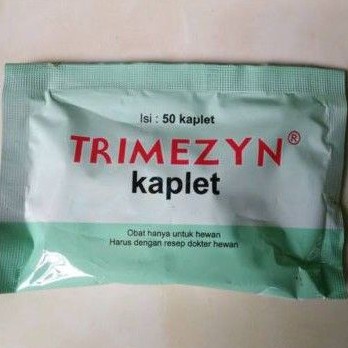 Isi : 50 kaplet
TRIMEZYN®
kaplet
Obat hanya untuk hewan
Harus dengan resep dokter hewan